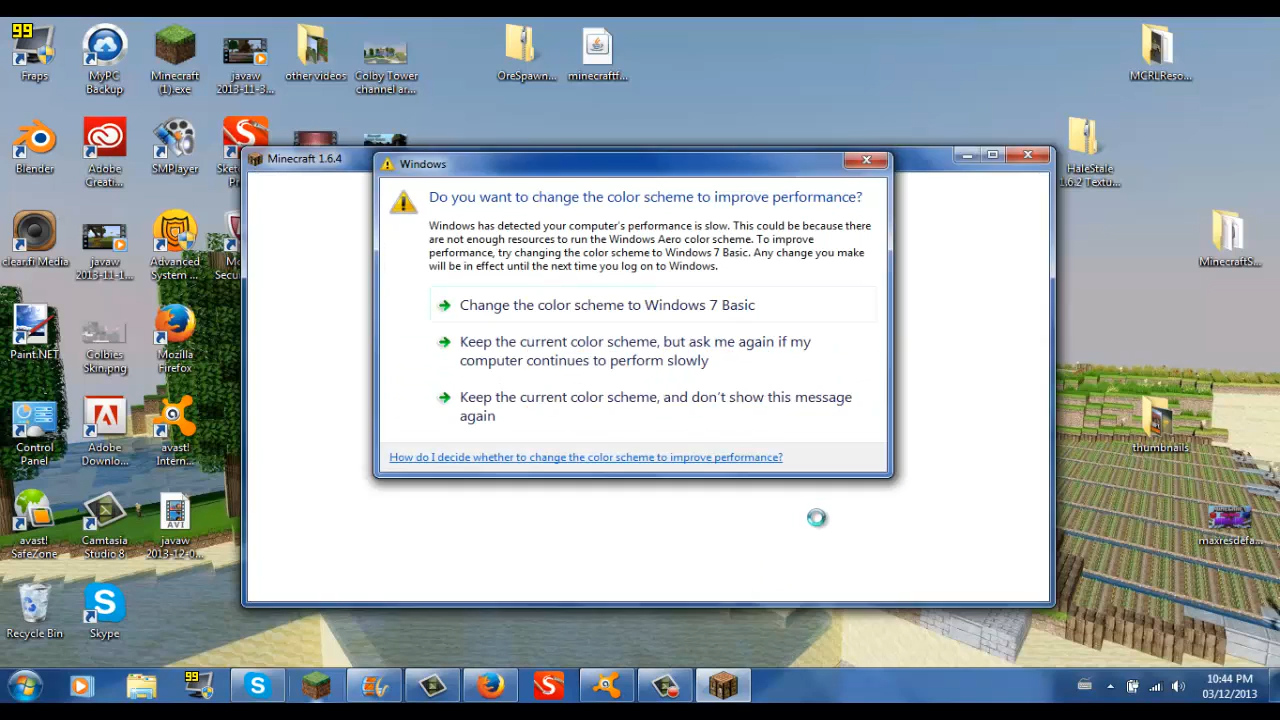 99
Fraps
MyPC
Backup
Minecraft
(1).exe
javaw
2013-11-3...
other videos
Colby Tower
channel ar...
OreSpawn...
minecraftf...
MCRLReso...
Blender
Adobe
Creati...
SMPlayer
Sket
Pr
HaleStale
1.6.2 Textu...
Minecraft 1.6.4
Windows
Do you want to change the color scheme to improve performance?
Windows has detected your computer's performance is slow. This could be because there
are not enough resources to run the Windows Aero color scheme. To improve
performance, try changing the color scheme to Windows 7 Basic. Any change you make
will be in effect until the next time you log on to Windows.
Change the color scheme to Windows 7 Basic
Keep the current color scheme, but ask me again if my
computer continues to perform slowly
Keep the current color scheme, and don't show this message
again
How do I decide whether to change the color scheme to improve performance?
clear.fi Media
javaw
2013-11-1...
Advanced
System ...
Mc
Secu
MinecraftS...
Paint.NET
Colbies
Skin.png
Mozilla
Firefox
Control
Panel
Adobe
Downlo...
avast!
Intern...
thumbnails
avast!
SafeZone
Camtasia
Studio 8
AVI
javaw
2013-12-0...
maxresdefa...
Recycle Bin
Skype
99
10:44 PM
03/12/2013